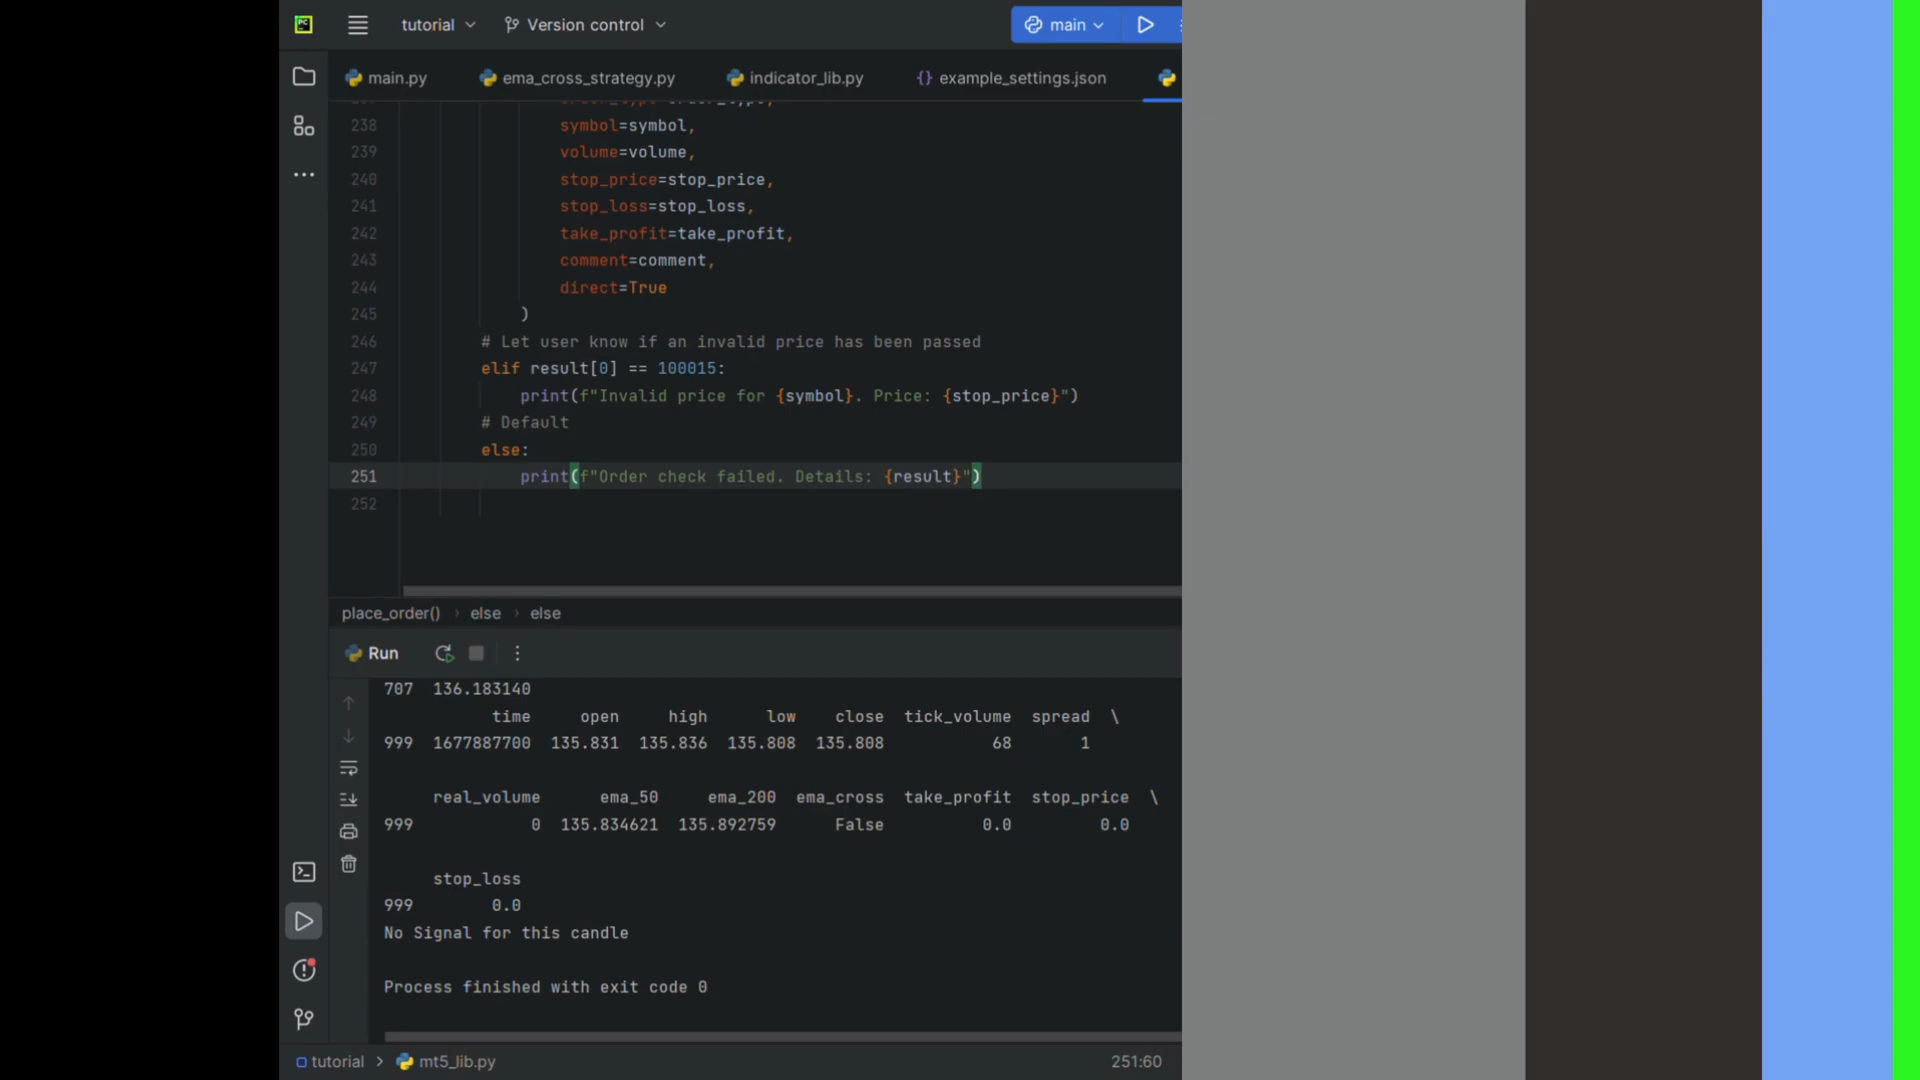 PC
tutorial
Version control
main
main.py
ema_cross_strategy.py
indicator_lib.py
{} example_settings.json
238 symbol=symbol,
239 volume=volume,
240 stop_price=stop_price,
241 stop_loss=stop_loss,
242 take_profit=take_profit,
243 comment=comment,
244 direct=True
245 )
246 # Let user know if an invalid price has been passed
247 elif result[0] == 100015:
248 print(f"Invalid price for {symbol}. Price: {stop_price}")
249 # Default
250 else:
251 print(f"Order check failed. Details: {result}")
252
place_order() › else › else
Run
707 136.183140
time open high low close tick_volume spread \
999 1677887700 135.831 135.836 135.808 135.808 68 1
real_volume ema_50 ema_200 ema_cross take_profit stop_price \
999 0 135.834621 135.892759 False 0.0 0.0
stop_loss
999 0.0
No Signal for this candle
Process finished with exit code 0
tutorial > mt5_lib.py
251:60